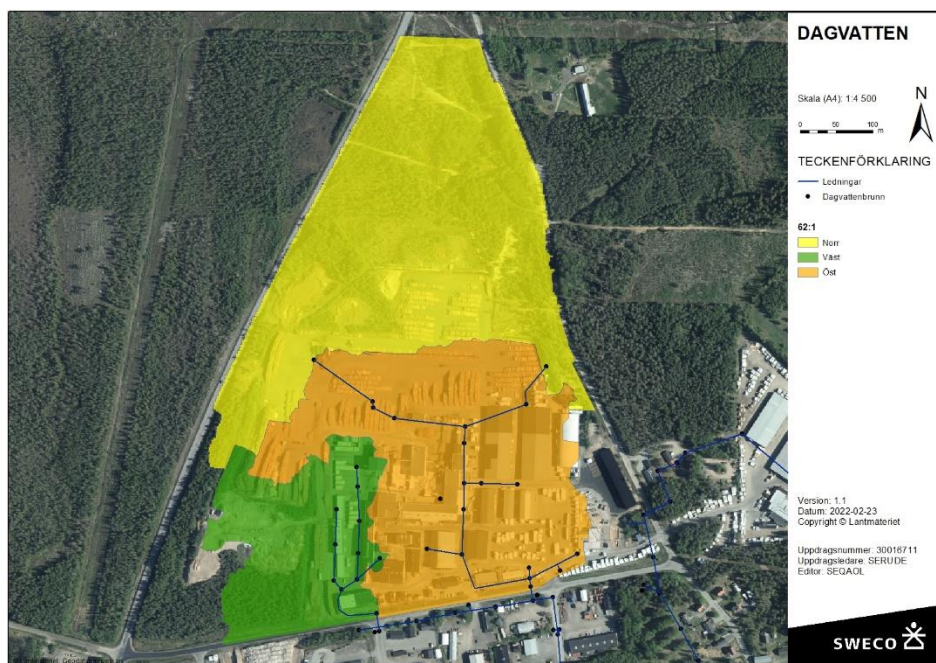 DAGVATTEN
Skala (A4): 1:4 500
N
0 50 100
m
TECKENFÖRKLARING
Ledningar
Dagvattenbrunn
62:1
Norr
Väst
Öst
Version: 1.1
Datum: 2022-02-23
Copyright © Lantmäteriet
Uppdragsnummer: 30016711
Uppdragsledare: SERUDE
Editor: SEQAOL
SWECO